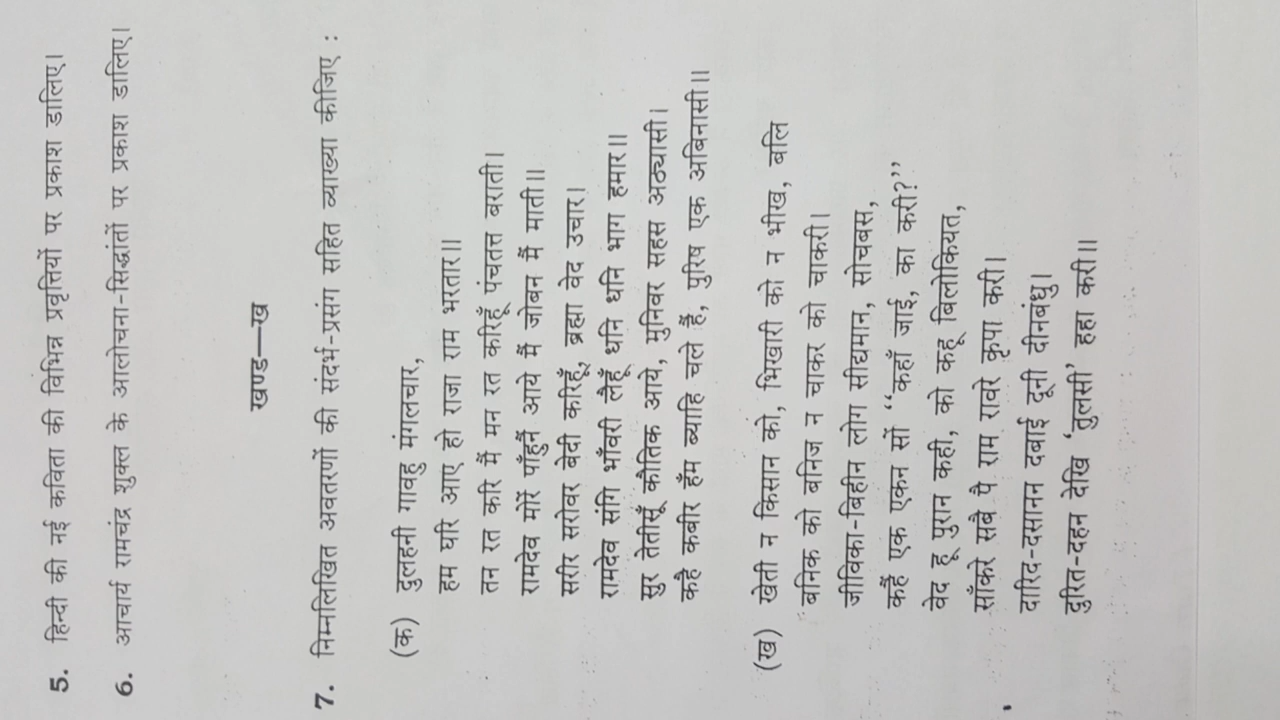 5. हिन्दी की नई कविता की विभिन्न प्रवृत्तियों पर प्रकाश डालिए।
6. आचार्य रामचंद्र शुक्ल के आलोचना-सिद्धांतों पर प्रकाश डालिए।
खण्ड—ख
7. निम्नलिखित अवतरणों की संदर्भ-प्रसंग सहित व्याख्या कीजिए :
(क) दुलहनी गावहु मंगलचार,
हम घरि आए हो राजा राम भरतार॥
तन रत करि मैं मन रत करिहूँ पंचतत्त बराती।
रामदेव मोरें पाँहुनैं आये मैं जोबन मैं माती॥
सरीर सरोवर बेदी करिहूँ, ब्रह्मा वेद उचार।
रामदेव संगि भाँवरी लैहूँ धनि धनि भाग हमार॥
सुर तेतीसूँ कौतिक आये, मुनिवर सहस अठ्यासी।
कहै कबीर हँम ब्याहि चले हैं, पुरिष एक अबिनासी॥
(ख) खेती न किसान को, भिखारी को न भीख, बलि
बनिक को बनिज न चाकर को चाकरी।
जीविका-बिहीन लोग सीद्यमान, सोचबस,
कहैं एक एकन सों ‘‘कहाँ जाई, का करी?’’
वेद हू पुरान कही, को कहू बिलोकियत,
साँकरे सबै पै राम रावरे कृपा करी।
दारिद-दसानन दबाई दूनी दीनबंधु।
दुरित-दहन देखि ‘तुलसी’ हहा करी॥